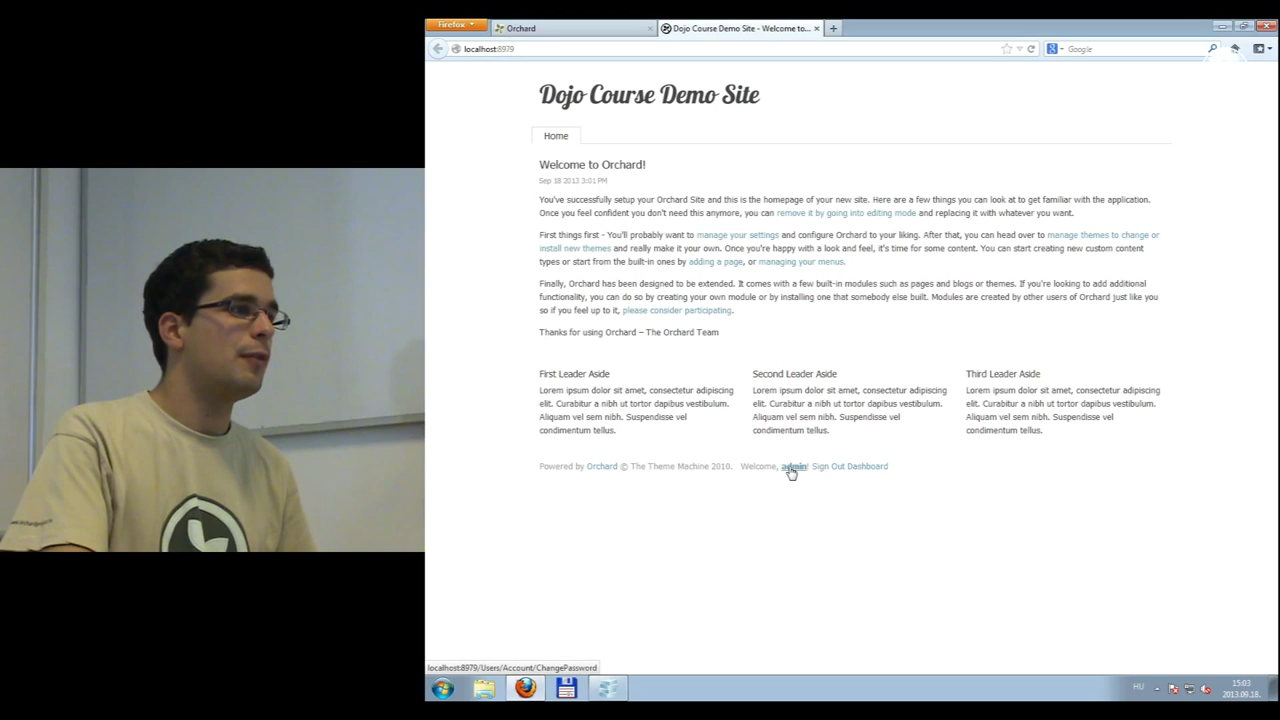 Firefox
Orchard
Dojo Course Demo Site - Welcome to...
localhost:8979
Google
Dojo Course Demo Site
Home
Welcome to Orchard!
Sep 18 2013 3:01 PM
You've successfully setup your Orchard Site and this is the homepage of your new site. Here are a few things you can look at to get familiar with the application.
Once you feel confident you don't need this anymore, you can remove it by going into editing mode and replacing it with whatever you want.
First things first - You'll probably want to manage your settings and configure Orchard to your liking. After that, you can head over to manage themes to change or
install new themes and really make it your own. Once you're happy with a look and feel, it's time for some content. You can start creating new custom content
types or start from the built-in ones by adding a page, or managing your menus.
Finally, Orchard has been designed to be extended. It comes with a few built-in modules such as pages and blogs or themes. If you're looking to add additional
functionality, you can do so by creating your own module or by installing one that somebody else built. Modules are created by other users of Orchard just like you
so if you feel up to it, please consider participating.
Thanks for using Orchard – The Orchard Team
First Leader Aside
Lorem ipsum dolor sit amet, consectetur adipiscing
elit. Curabitur a nibh ut tortor dapibus vestibulum.
Aliquam vel sem nibh. Suspendisse vel
condimentum tellus.
Second Leader Aside
Lorem ipsum dolor sit amet, consectetur adipiscing
elit. Curabitur a nibh ut tortor dapibus vestibulum.
Aliquam vel sem nibh. Suspendisse vel
condimentum tellus.
Third Leader Aside
Lorem ipsum dolor sit amet, consectetur adipiscing
elit. Curabitur a nibh ut tortor dapibus vestibulum.
Aliquam vel sem nibh. Suspendisse vel
condimentum tellus.
Powered by Orchard © The Theme Machine 2010. Welcome, admin! Sign Out Dashboard
localhost:8979/Users/Account/ChangePassword
HU
15:03
2013.09.18.